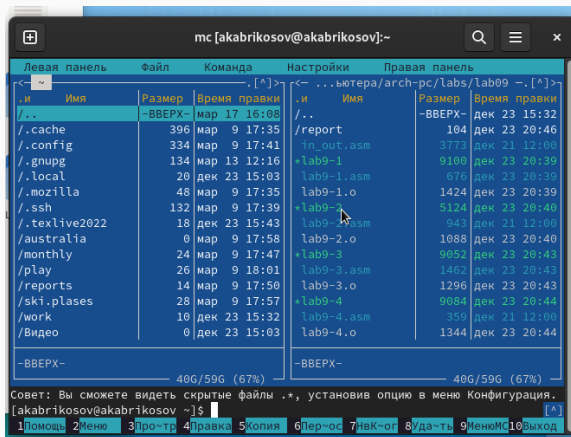 mc [akabrikosov@akabrikosov]:~
Левая панель Файл Команда Настройки Правая панель
<— ~ .[^]>
.и Имя Размер Время правки
/.. -ВВЕРХ- мар 17 16:08
/.cache 396 мар 9 17:35
/.config 334 мар 9 17:41
/.gnupg 134 мар 13 12:16
/.local 20 дек 23 15:03
/.mozilla 48 мар 9 17:35
/.ssh 132 мар 9 17:39
/.texlive2022 18 дек 23 15:43
/australia 0 мар 9 17:58
/monthly 24 мар 9 17:47
/play 26 мар 9 18:01
/reports 14 мар 9 17:50
/ski.plases 28 мар 9 17:57
/work 10 дек 23 15:32
/Видео 0 дек 23 15:03
-ВВЕРХ-
40G/59G (67%)
<— ...ьютера/arch-pc/labs/lab09 —.[^]>
.и Имя Размер Время правки
/.. -ВВЕРХ- дек 23 15:32
/report 104 дек 23 20:46
in_out.asm 3773 дек 21 12:00
*lab9-1 9100 дек 23 20:39
lab9-1.asm 676 дек 23 20:39
lab9-1.o 1424 дек 23 20:39
*lab9-2 5124 дек 23 20:40
lab9-2.asm 943 дек 21 12:00
lab9-2.o 1088 дек 23 20:40
*lab9-3 9052 дек 23 20:43
lab9-3.asm 1462 дек 23 20:43
lab9-3.o 1296 дек 23 20:43
*lab9-4 9084 дек 23 20:44
lab9-4.asm 359 дек 21 12:00
lab9-4.o 1344 дек 23 20:44
-ВВЕРХ-
40G/59G (67%)
Совет: Вы сможете видеть скрытые файлы .*, установив опцию в меню Конфигурация.
[akabrikosov@akabrikosov ~]$ [^]
1Помощь 2Меню 3Про~тр 4Правка 5Копия 6Пер~ос 7НвК~ог 8Уда~ть 9МенюМС 10Выход